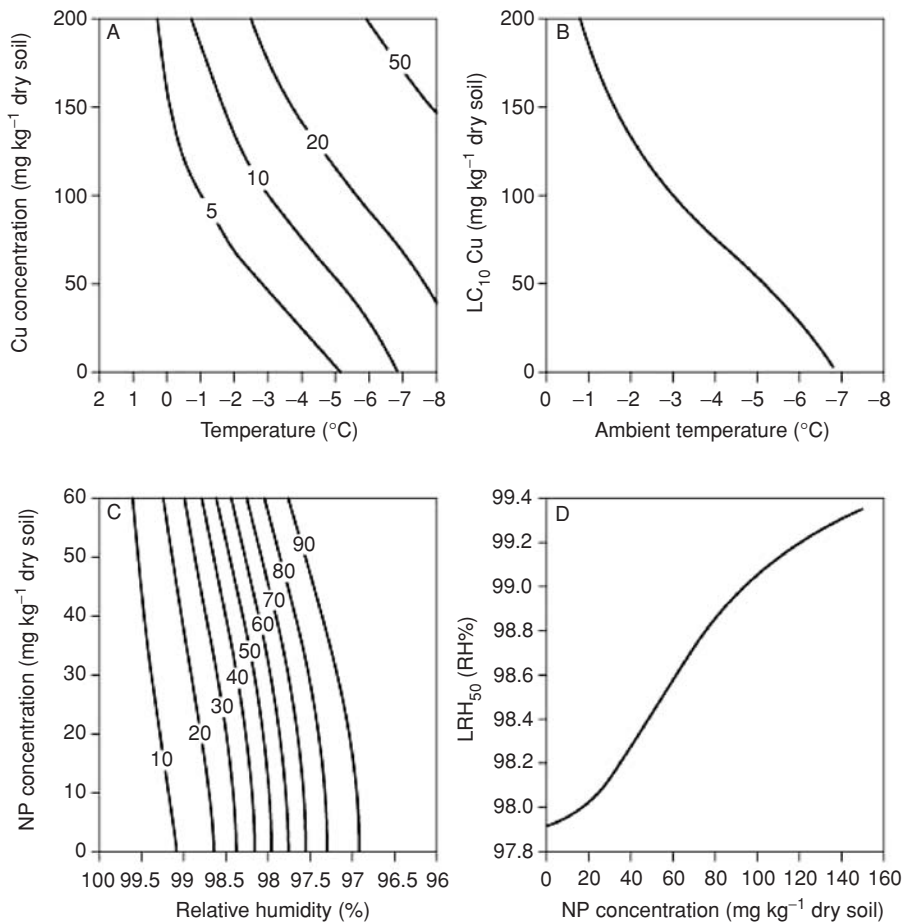 A
Cu concentration (mg kg⁻¹ dry soil)
200
150
100
50
0
50
20
10
5
2 1 0 −1 −2 −3 −4 −5 −6 −7 −8
Temperature (°C)
B
LC₁₀ Cu (mg kg⁻¹ dry soil)
200
150
100
50
0
0 −1 −2 −3 −4 −5 −6 −7 −8
Ambient temperature (°C)
C
NP concentration (mg kg⁻¹ dry soil)
60
50
40
30
20
10
0
90
80
70
60
50
40
30
20
10
100 99.5 99 98.5 98 97.5 97 96.5 96
Relative humidity (%)
D
LRH₅₀ (RH%)
99.4
99.2
99.0
98.8
98.6
98.4
98.2
98.0
97.8
0 20 40 60 80 100 120 140 160
NP concentration (mg kg⁻¹ dry soil)